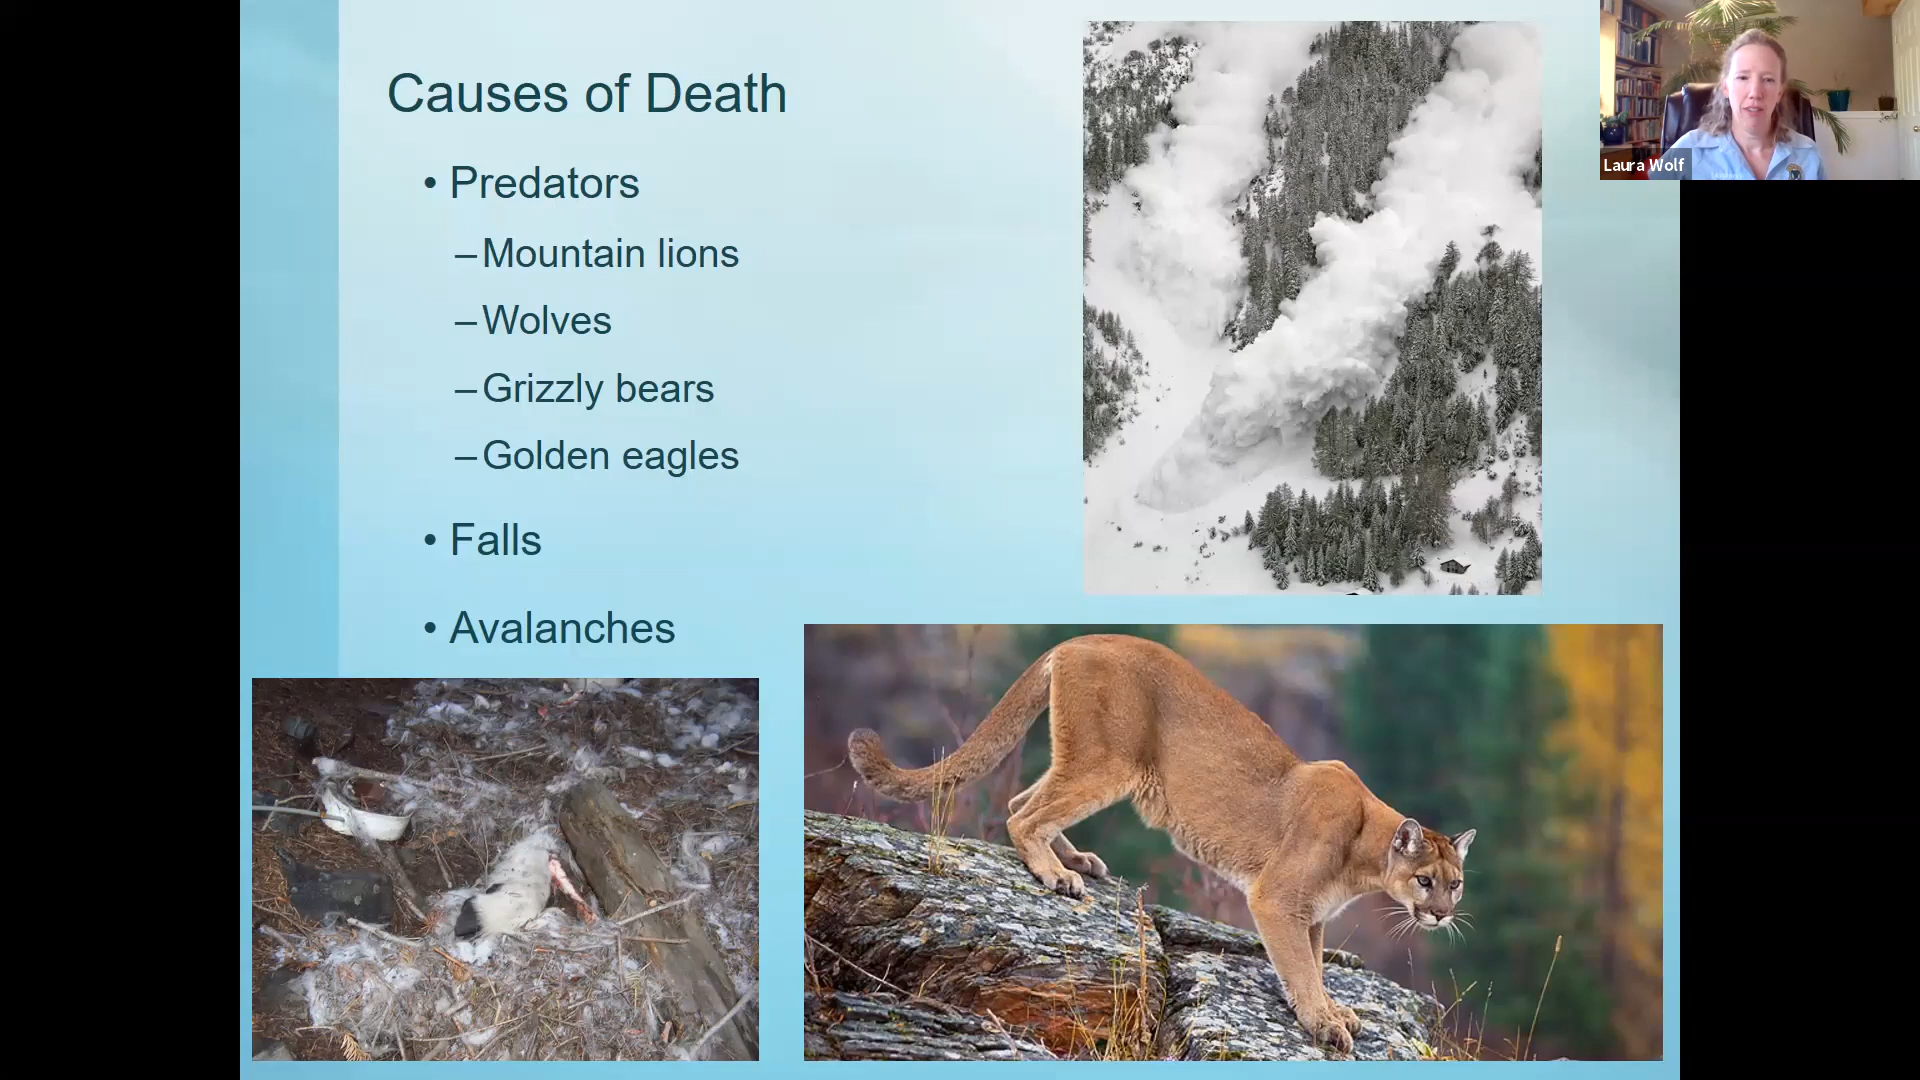 Causes of Death
• Predators
– Mountain lions
– Wolves
– Grizzly bears
– Golden eagles
• Falls
• Avalanches
Laura Wolf